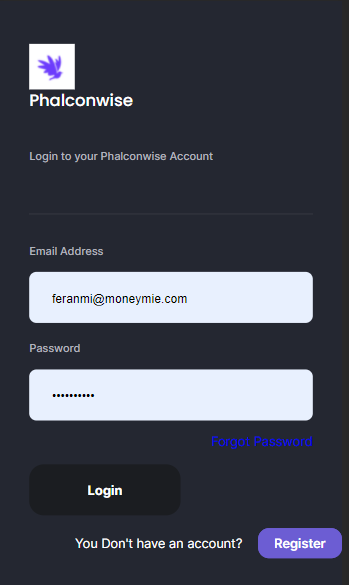 Phalconwise
Login to your Phalconwise Account
Email Address
feranmi@moneymie.com
Password
••••••••••
Forgot Password
Login
You Don't have an account? Register